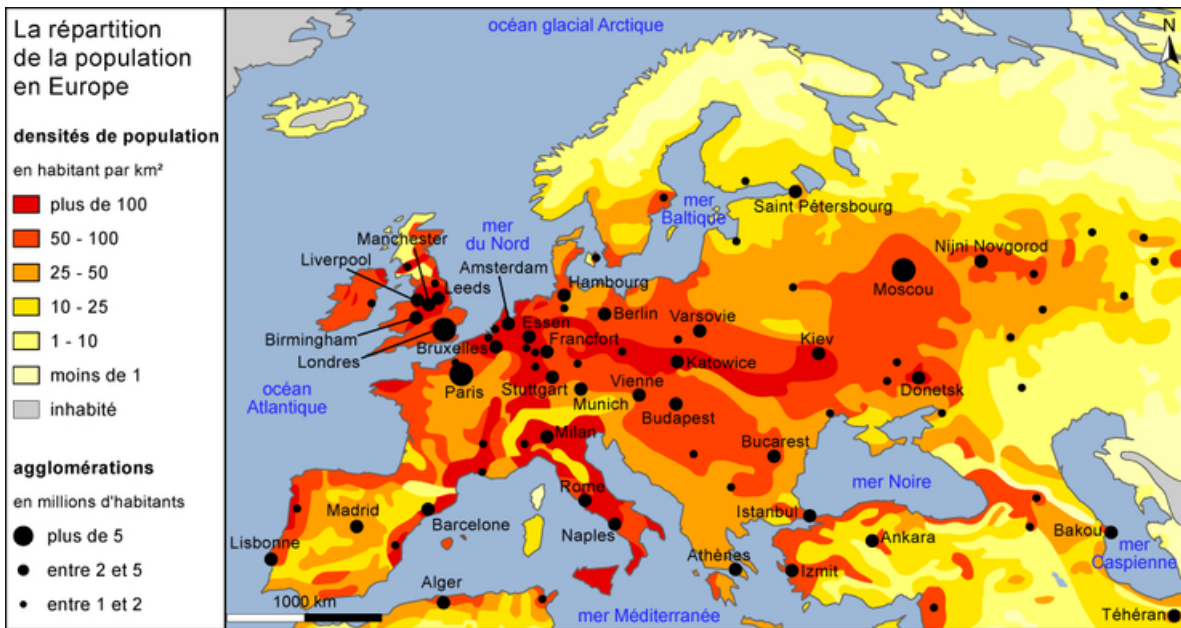 La répartition
de la population
en Europe
densités de population
en habitant par km²
plus de 100
50 - 100
25 - 50
10 - 25
1 - 10
moins de 1
inhabité
agglomérations
en millions d'habitants
plus de 5
entre 2 et 5
entre 1 et 2
océan glacial Arctique
N
mer
Baltique
Saint Pétersbourg
mer
du Nord
Manchester
Liverpool
Amsterdam
Leeds
Hambourg
Nijni Novgorod
Moscou
Birmingham
Londres
Essen
Berlin
Varsovie
Bruxelles
Francfort
Kiev
Katowice
océan
Atlantique
Paris
Stuttgart
Vienne
Donetsk
Munich
Budapest
Milan
Bucarest
Rome
mer Noire
Madrid
Barcelone
Istanbul
Naples
Ankara
Bakou
mer
Caspienne
Lisbonne
Athènes
Izmit
Alger
1000 km
mer Méditerranée
Téhéran